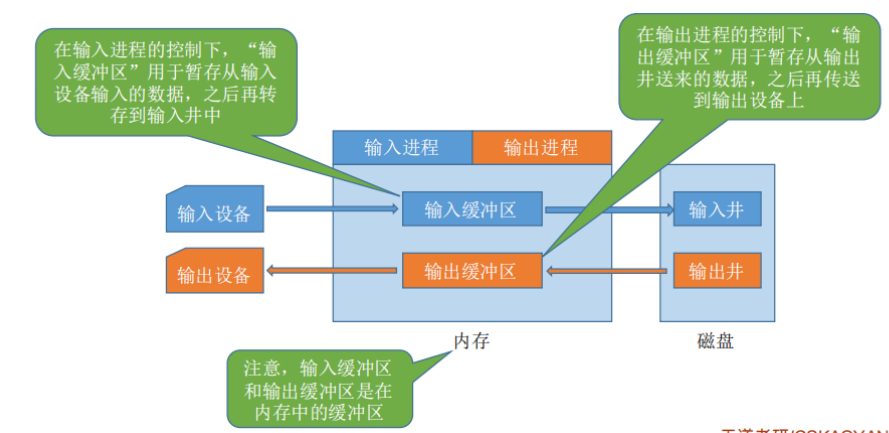 在输入进程的控制下，“输
入缓冲区”用于暂存从输入
设备输入的数据，之后再转
存到输入井中
在输出进程的控制下，“输
出缓冲区”用于暂存从输出
井送来的数据，之后再传送
到输出设备上
输入进程
输出进程
输入设备
输入缓冲区
输入井
输出设备
输出缓冲区
输出井
内存
磁盘
注意，输入缓冲区
和输出缓冲区是在
内存中的缓冲区